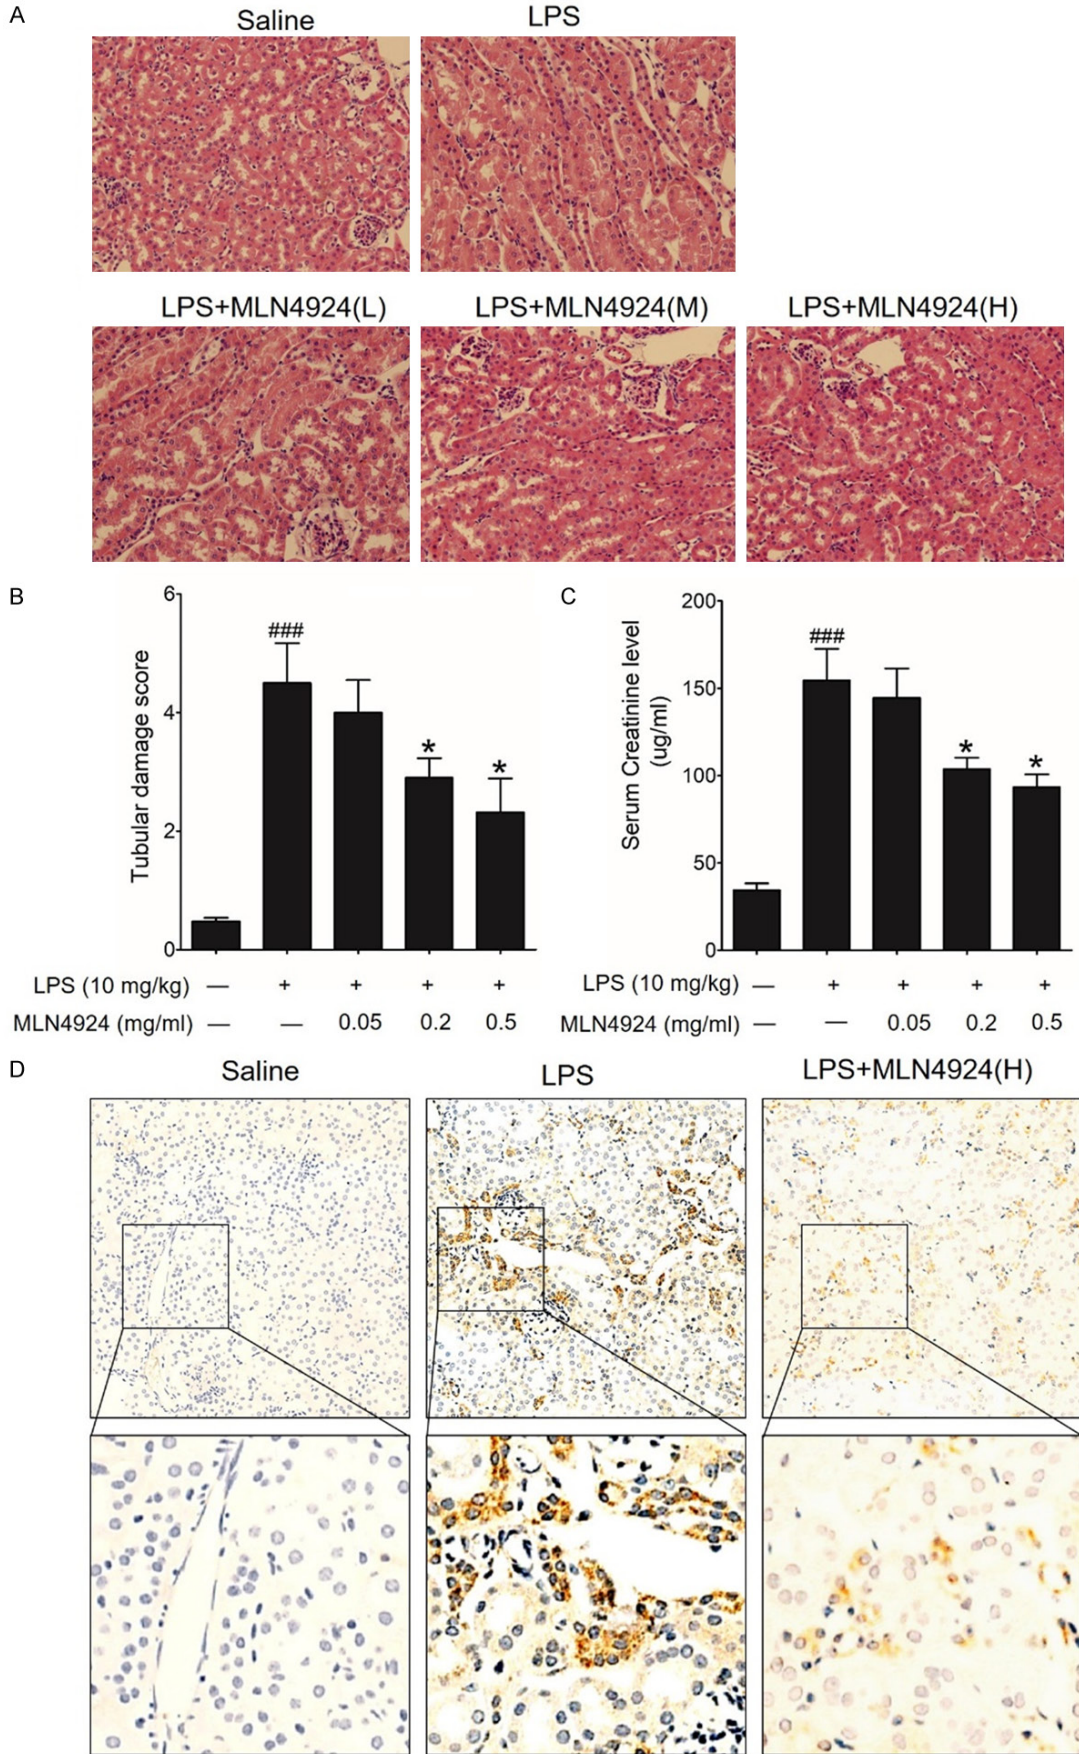 A
Saline LPS
LPS+MLN4924(L) LPS+MLN4924(M) LPS+MLN4924(H)
B
6
4
2
0
Tubular damage score
###
*
*
LPS (10 mg/kg) — + + + +
MLN4924 (mg/ml) — — 0.05 0.2 0.5
C
200
150
100
50
0
Serum Creatinine level
(ug/ml)
###
*
*
LPS (10 mg/kg) — + + + +
MLN4924 (mg/ml) — — 0.05 0.2 0.5
D
Saline LPS LPS+MLN4924(H)